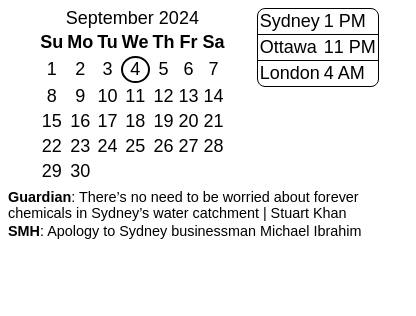 September 2024
Su Mo Tu We Th Fr Sa
1 2 3 4 5 6 7
8 9 10 11 12 13 14
15 16 17 18 19 20 21
22 23 24 25 26 27 28
29 30
Sydney 1 PM
Ottawa 11 PM
London 4 AM
Guardian: There’s no need to be worried about forever
chemicals in Sydney’s water catchment | Stuart Khan
SMH: Apology to Sydney businessman Michael Ibrahim